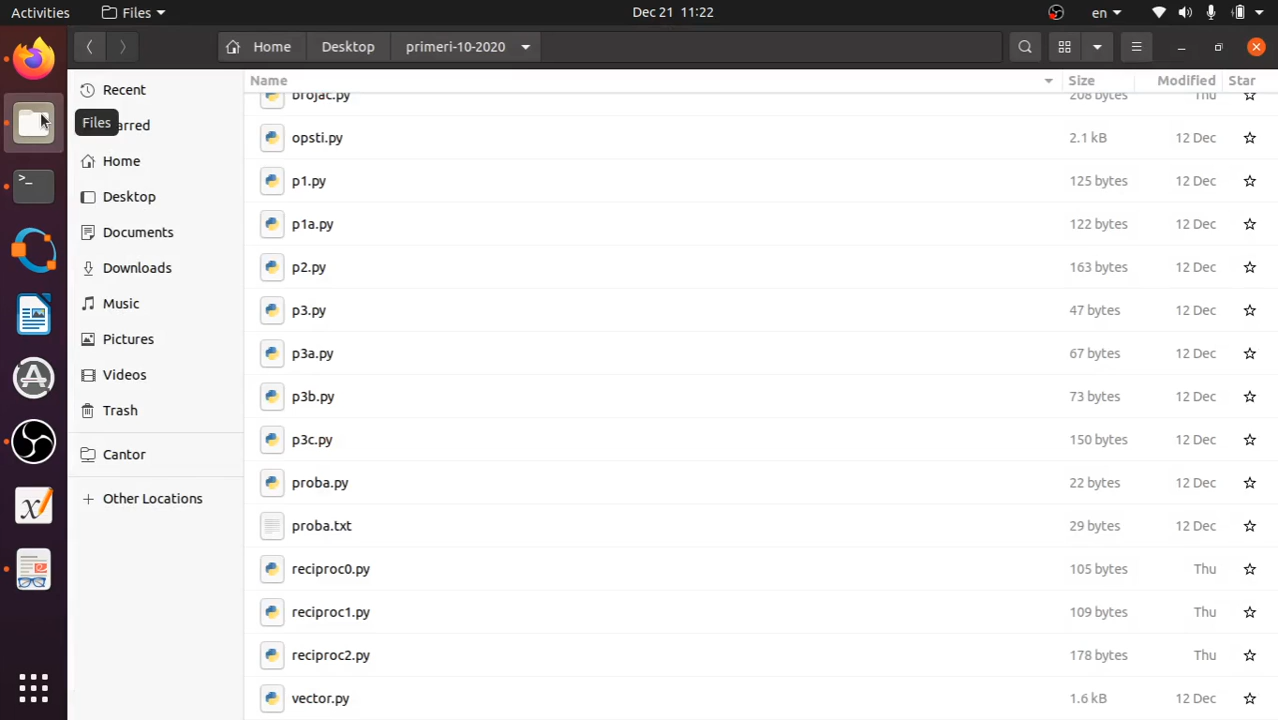 Activities Files Dec 21 11:22 en
Home Desktop primeri-10-2020
Name Size Modified Star
Recent
arred
Home
Desktop
Documents
Downloads
Music
Pictures
Videos
Trash
Cantor
Other Locations
Files
brojac.py 208 bytes Thu
opsti.py 2.1 kB 12 Dec
p1.py 125 bytes 12 Dec
p1a.py 122 bytes 12 Dec
p2.py 163 bytes 12 Dec
p3.py 47 bytes 12 Dec
p3a.py 67 bytes 12 Dec
p3b.py 73 bytes 12 Dec
p3c.py 150 bytes 12 Dec
proba.py 22 bytes 12 Dec
proba.txt 29 bytes 12 Dec
reciproc0.py 105 bytes Thu
reciproc1.py 109 bytes Thu
reciproc2.py 178 bytes Thu
vector.py 1.6 kB 12 Dec